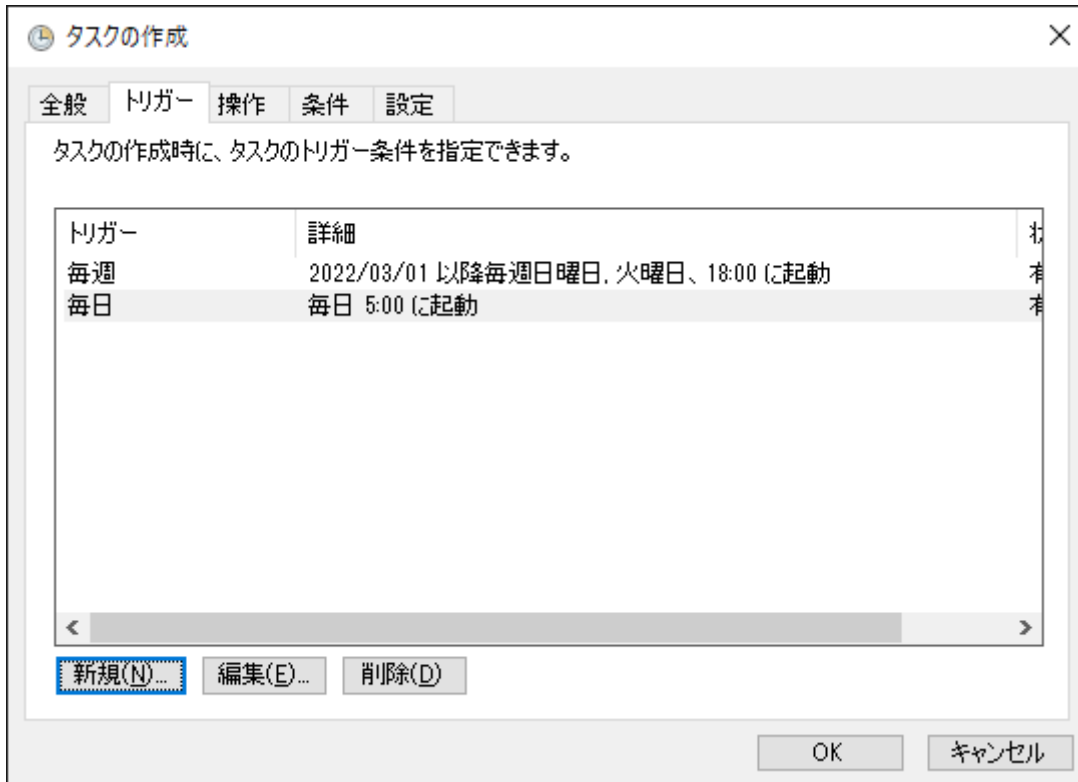 タスクの作成
全般 トリガー 操作 条件 設定
タスクの作成時に、タスクのトリガー条件を指定できます。
トリガー 詳細
毎週 2022/03/01 以降毎週日曜日, 火曜日、 18:00 に起動
毎日 毎日 5:00 に起動
新規(N)... 編集(E)... 削除(D)
OK キャンセル